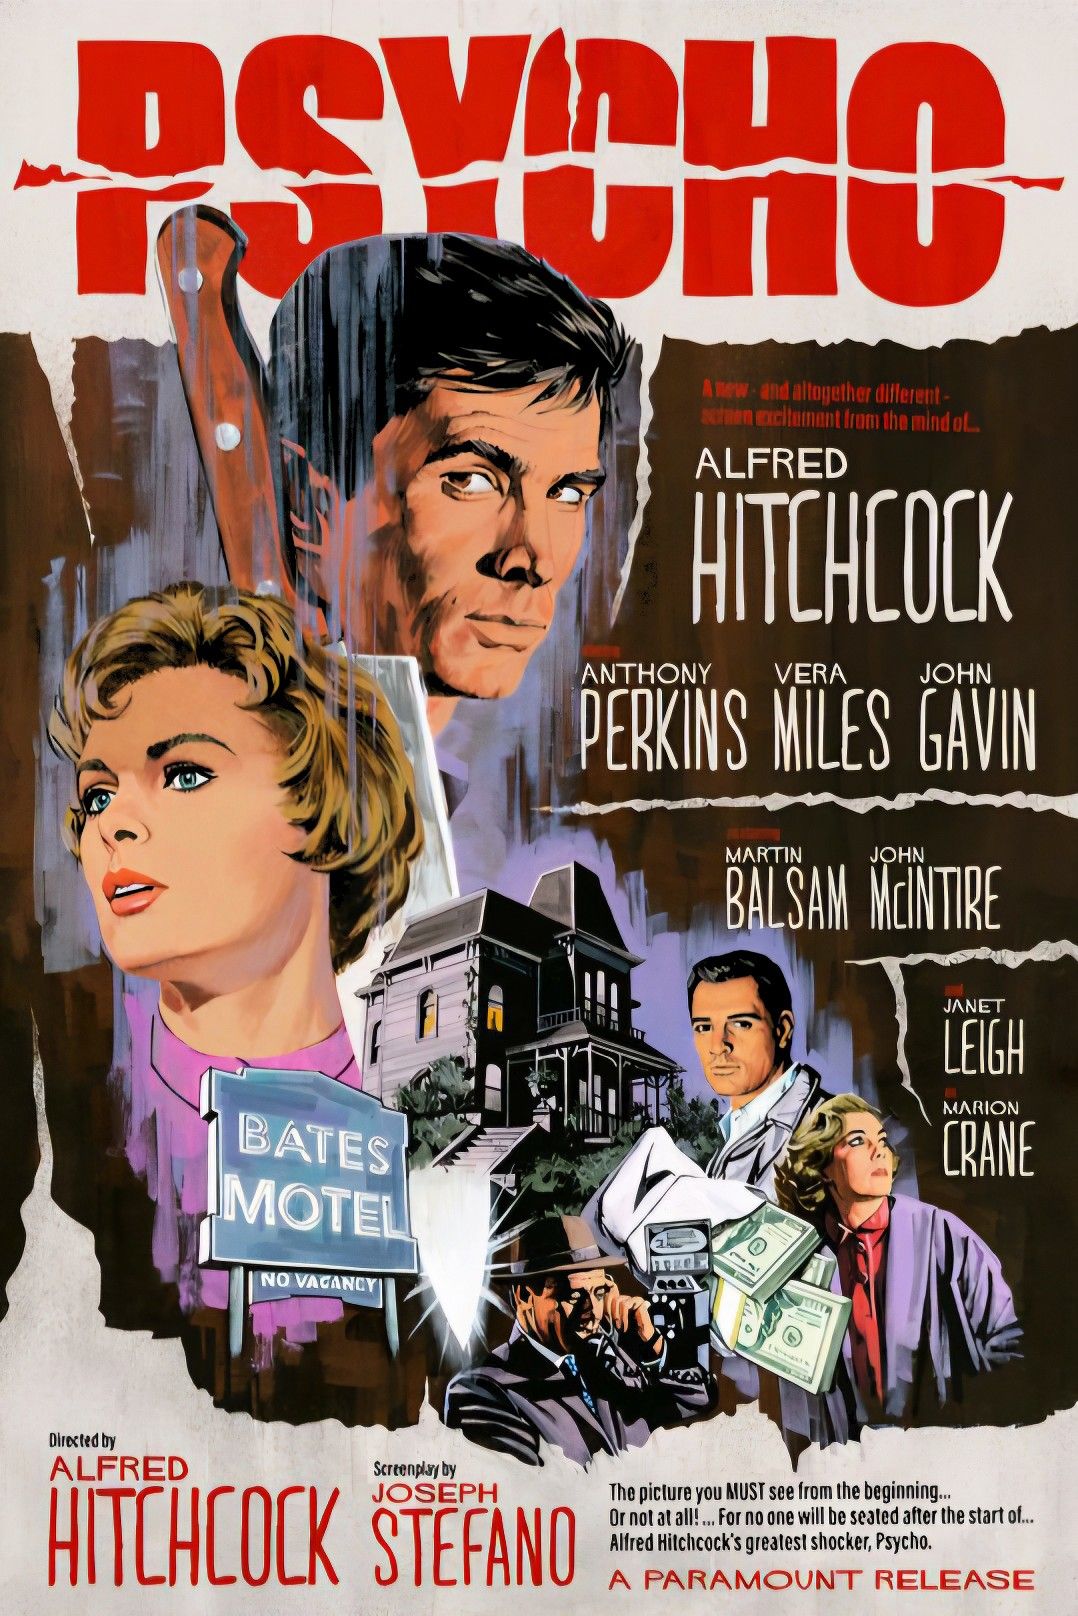 PSYCHO
A new - and altogether different -
screen excitement from the mind of...
ALFRED
HITCHCOCK
ANTHONY PERKINS
VERA MILES
JOHN GAVIN
MARTIN BALSAM
JOHN McINTIRE
JANET
LEIGH
MARION
CRANE
BATES
MOTEL
NO VACANCY
Directed by
ALFRED
HITCHCOCK
Screenplay by
JOSEPH
STEFANO
The picture you MUST see from the beginning...
Or not at all! ... For no one will be seated after the start of...
Alfred Hitchcock's greatest shocker, Psycho.
A PARAMOUNT RELEASE